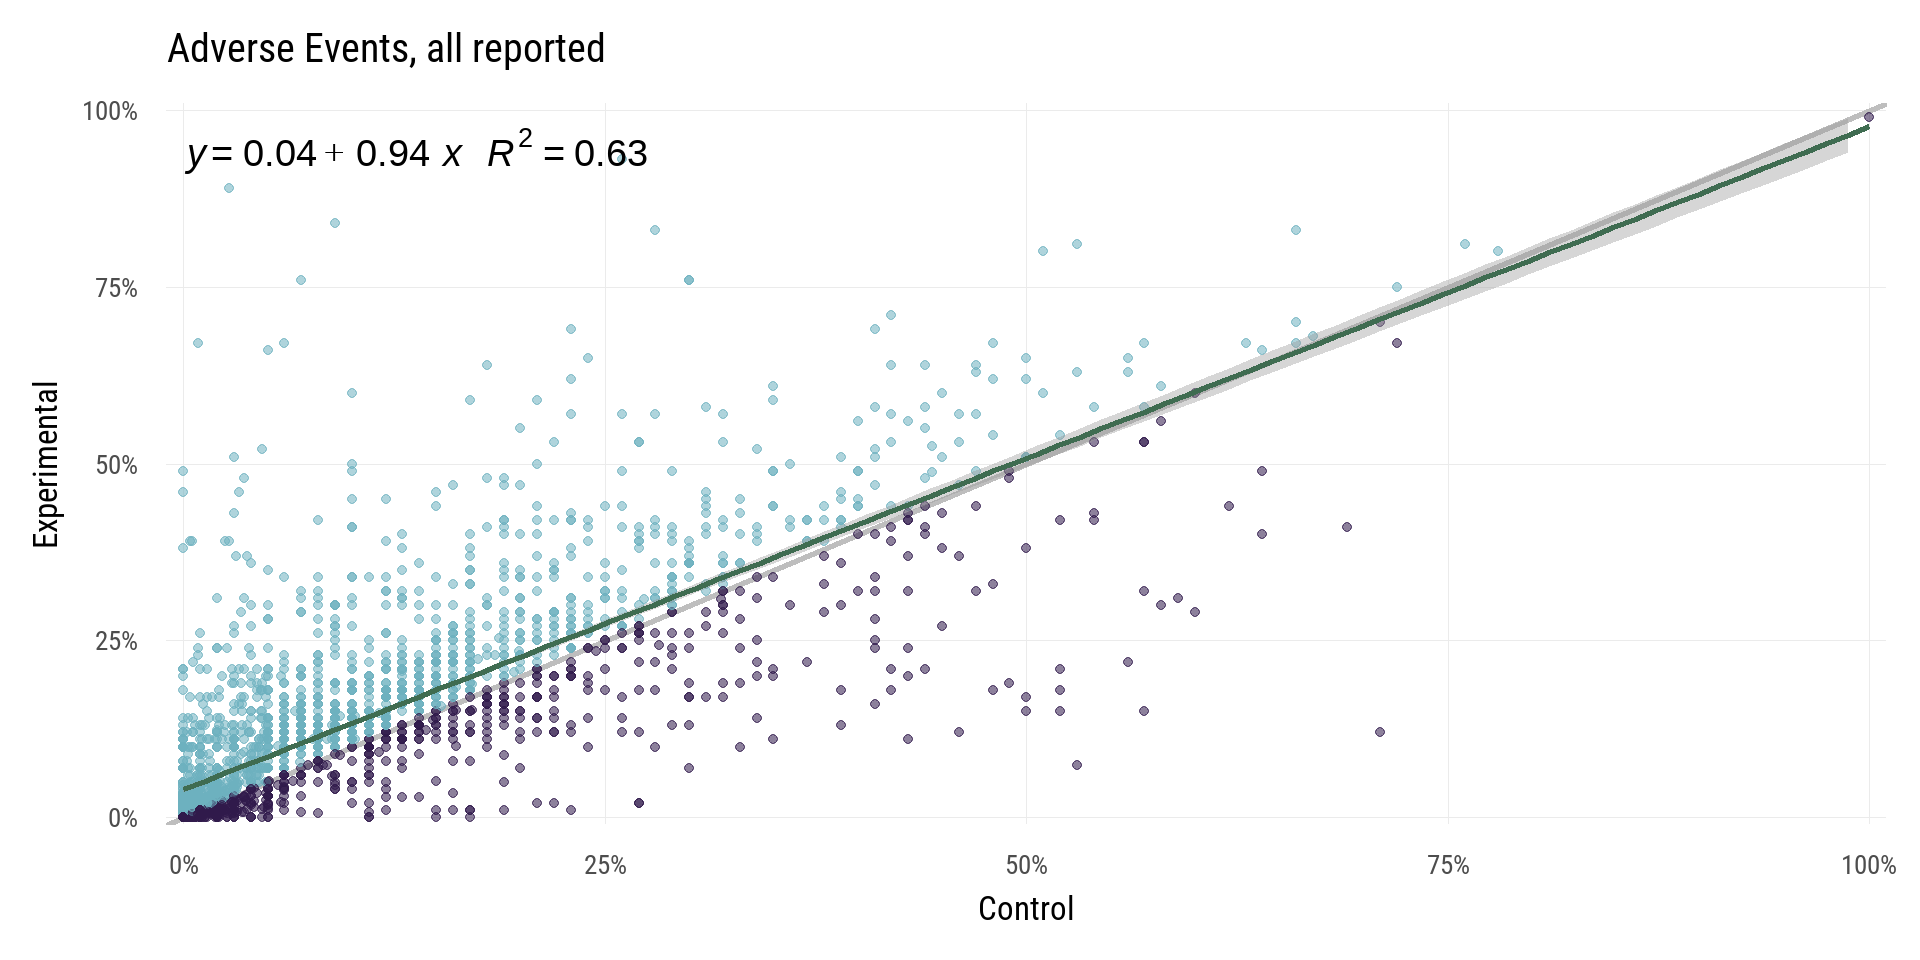 Adverse Events, all reported
100%
y = 0.04 + 0.94 x R² = 0.63
75%
50%
25%
0%
Experimental
0% 25% 50% 75% 100%
Control